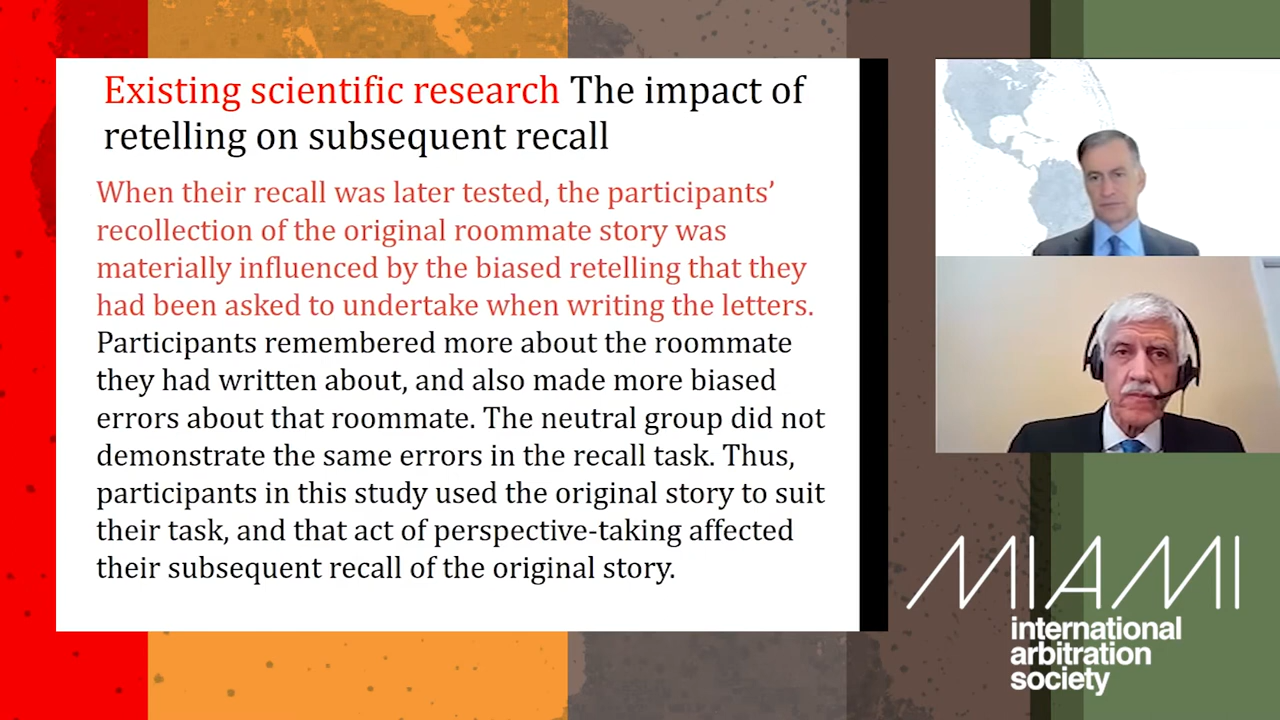 Existing scientific research The impact of
retelling on subsequent recall
When their recall was later tested, the participants’
recollection of the original roommate story was
materially influenced by the biased retelling that they
had been asked to undertake when writing the letters.
Participants remembered more about the roommate
they had written about, and also made more biased
errors about that roommate. The neutral group did not
demonstrate the same errors in the recall task. Thus,
participants in this study used the original story to suit
their task, and that act of perspective-taking affected
their subsequent recall of the original story.
MIAMI
international
arbitration
society